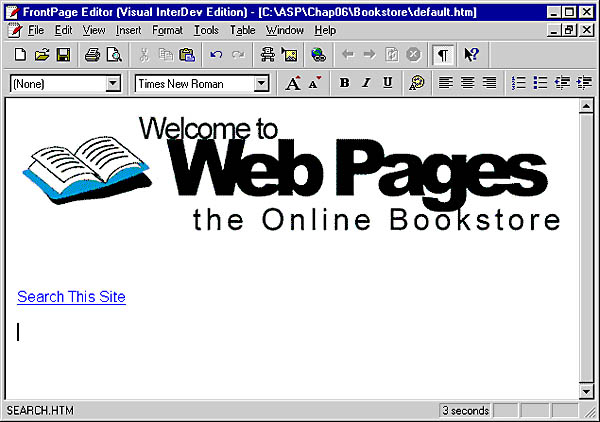 FrontPage Editor (Visual InterDev Edition) - [C:\ASP\Chap06\Bookstore\default.htm]
File Edit View Insert Format Tools Table Window Help
(None) Times New Roman A A B I U
Welcome to
Web Pages
the Online Bookstore
Search This Site
SEARCH.HTM 3 seconds